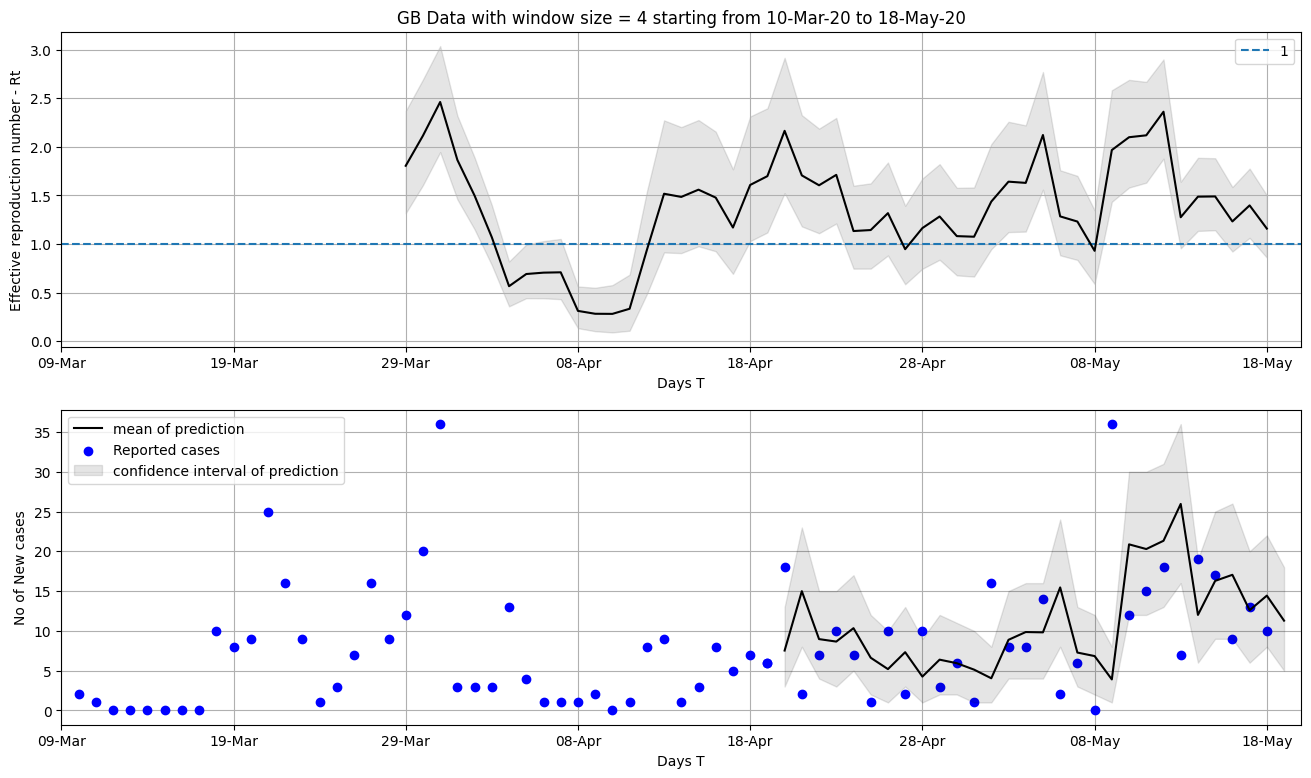 GB Data with window size = 4 starting from 10-Mar-20 to 18-May-20
Effective reproduction number - Rt
3.0
2.5
2.0
1.5
1.0
0.5
0.0
1
09-Mar 19-Mar 29-Mar 08-Apr 18-Apr 28-Apr 08-May 18-May
Days T
No of New cases
35
30
25
20
15
10
5
0
mean of prediction
Reported cases
confidence interval of prediction
09-Mar 19-Mar 29-Mar 08-Apr 18-Apr 28-Apr 08-May 18-May
Days T